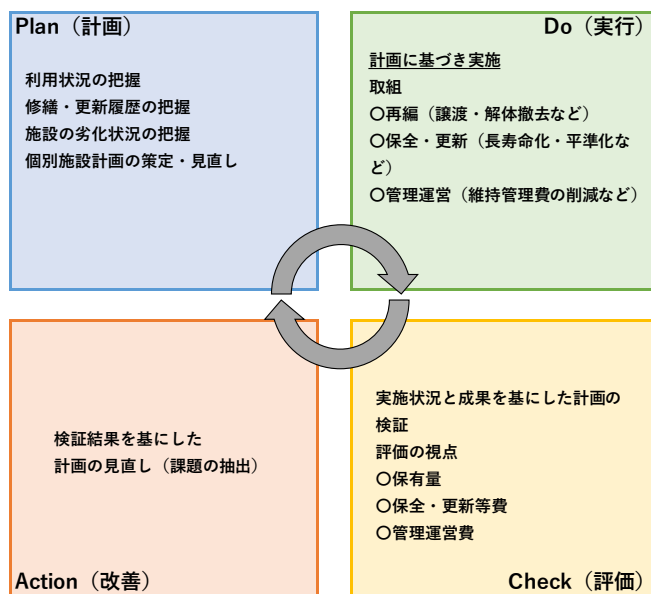 Plan（計画）
利用状況の把握
修繕・更新履歴の把握
施設の劣化状況の把握
個別施設計画の策定・見直し
Do（実行）
計画に基づき実施
取組
〇再編（譲渡・解体撤去など）
〇保全・更新（長寿命化・平準化な
ど）
〇管理運営（維持管理費の削減など）
検証結果を基にした
計画の見直し（課題の抽出）
Action（改善）
実施状況と成果を基にした計画の
検証
評価の視点
〇保有量
〇保全・更新等費
〇管理運営費
Check（評価）